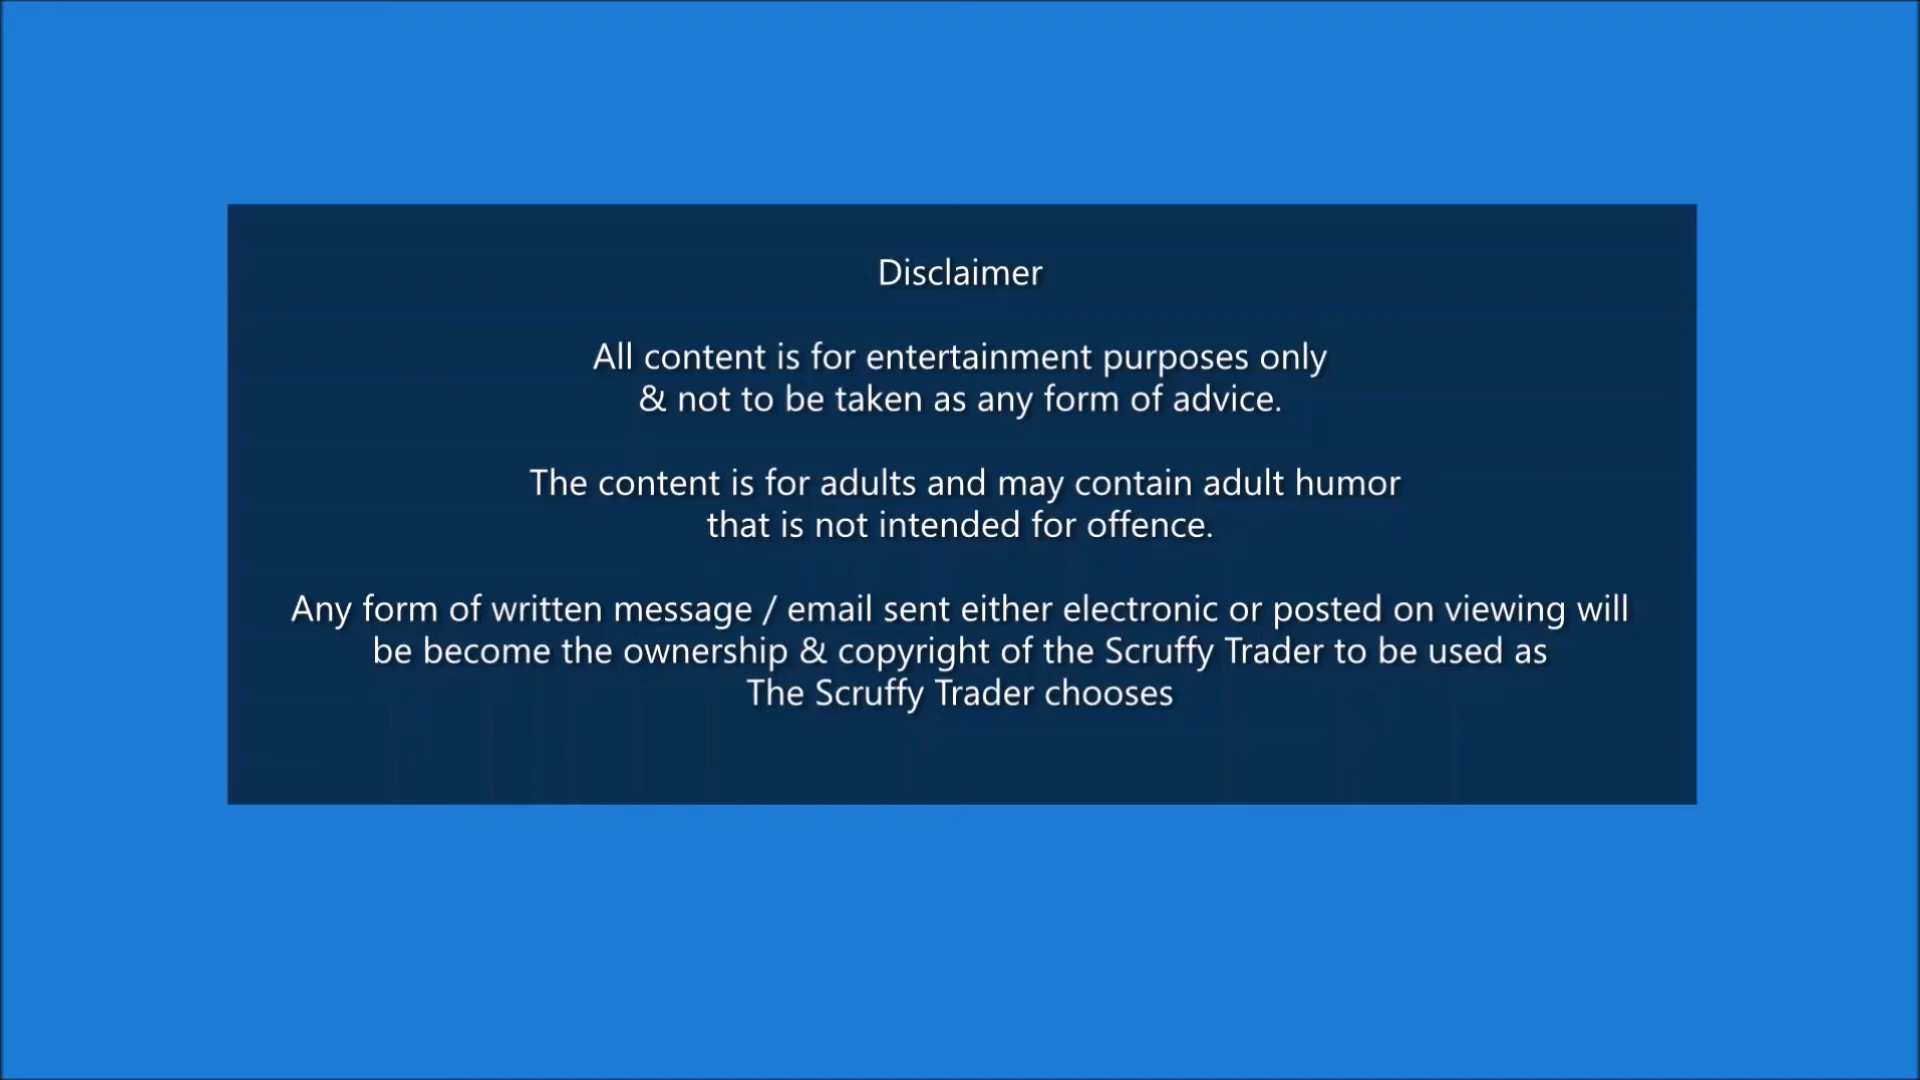 Disclaimer
All content is for entertainment purposes only
& not to be taken as any form of advice.
The content is for adults and may contain adult humor
that is not intended for offence.
Any form of written message / email sent either electronic or posted on viewing will
be become the ownership & copyright of the Scruffy Trader to be used as
The Scruffy Trader chooses